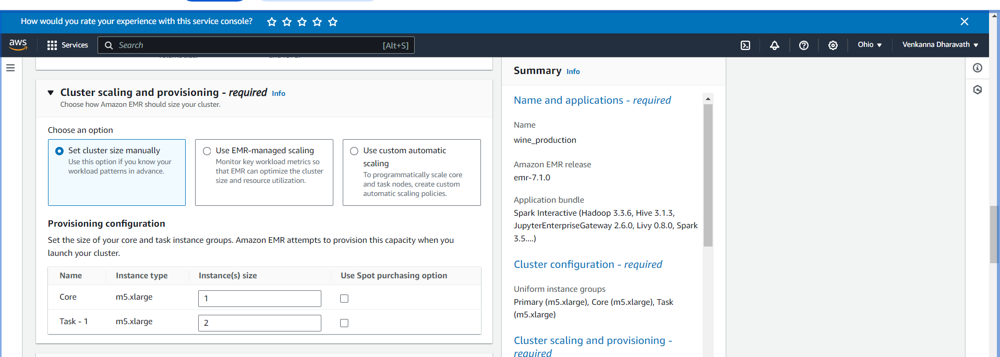 How would you rate your experience with this service console?
aws
Services
Search
[Alt+S]
Ohio
Venkanna Dharavath
Cluster scaling and provisioning - required Info
Choose how Amazon EMR should size your cluster.
Choose an option
Set cluster size manually
Use this option if you know your
workload patterns in advance.
Use EMR-managed scaling
Monitor key workload metrics so
that EMR can optimize the cluster
size and resource utilization.
Use custom automatic
scaling
To programmatically scale core
and task nodes, create custom
automatic scaling policies.
Provisioning configuration
Set the size of your core and task instance groups. Amazon EMR attempts to provision this capacity when you
launch your cluster.
Name Instance type Instance(s) size Use Spot purchasing option
Core m5.xlarge 1
Task - 1 m5.xlarge 2
Summary Info
Name and applications - required
Name
wine_production
Amazon EMR release
emr-7.1.0
Application bundle
Spark Interactive (Hadoop 3.3.6, Hive 3.1.3,
JupyterEnterpriseGateway 2.6.0, Livy 0.8.0, Spark
3.5....)
Cluster configuration - required
Uniform instance groups
Primary (m5.xlarge), Core (m5.xlarge), Task
(m5.xlarge)
Cluster scaling and provisioning -
required